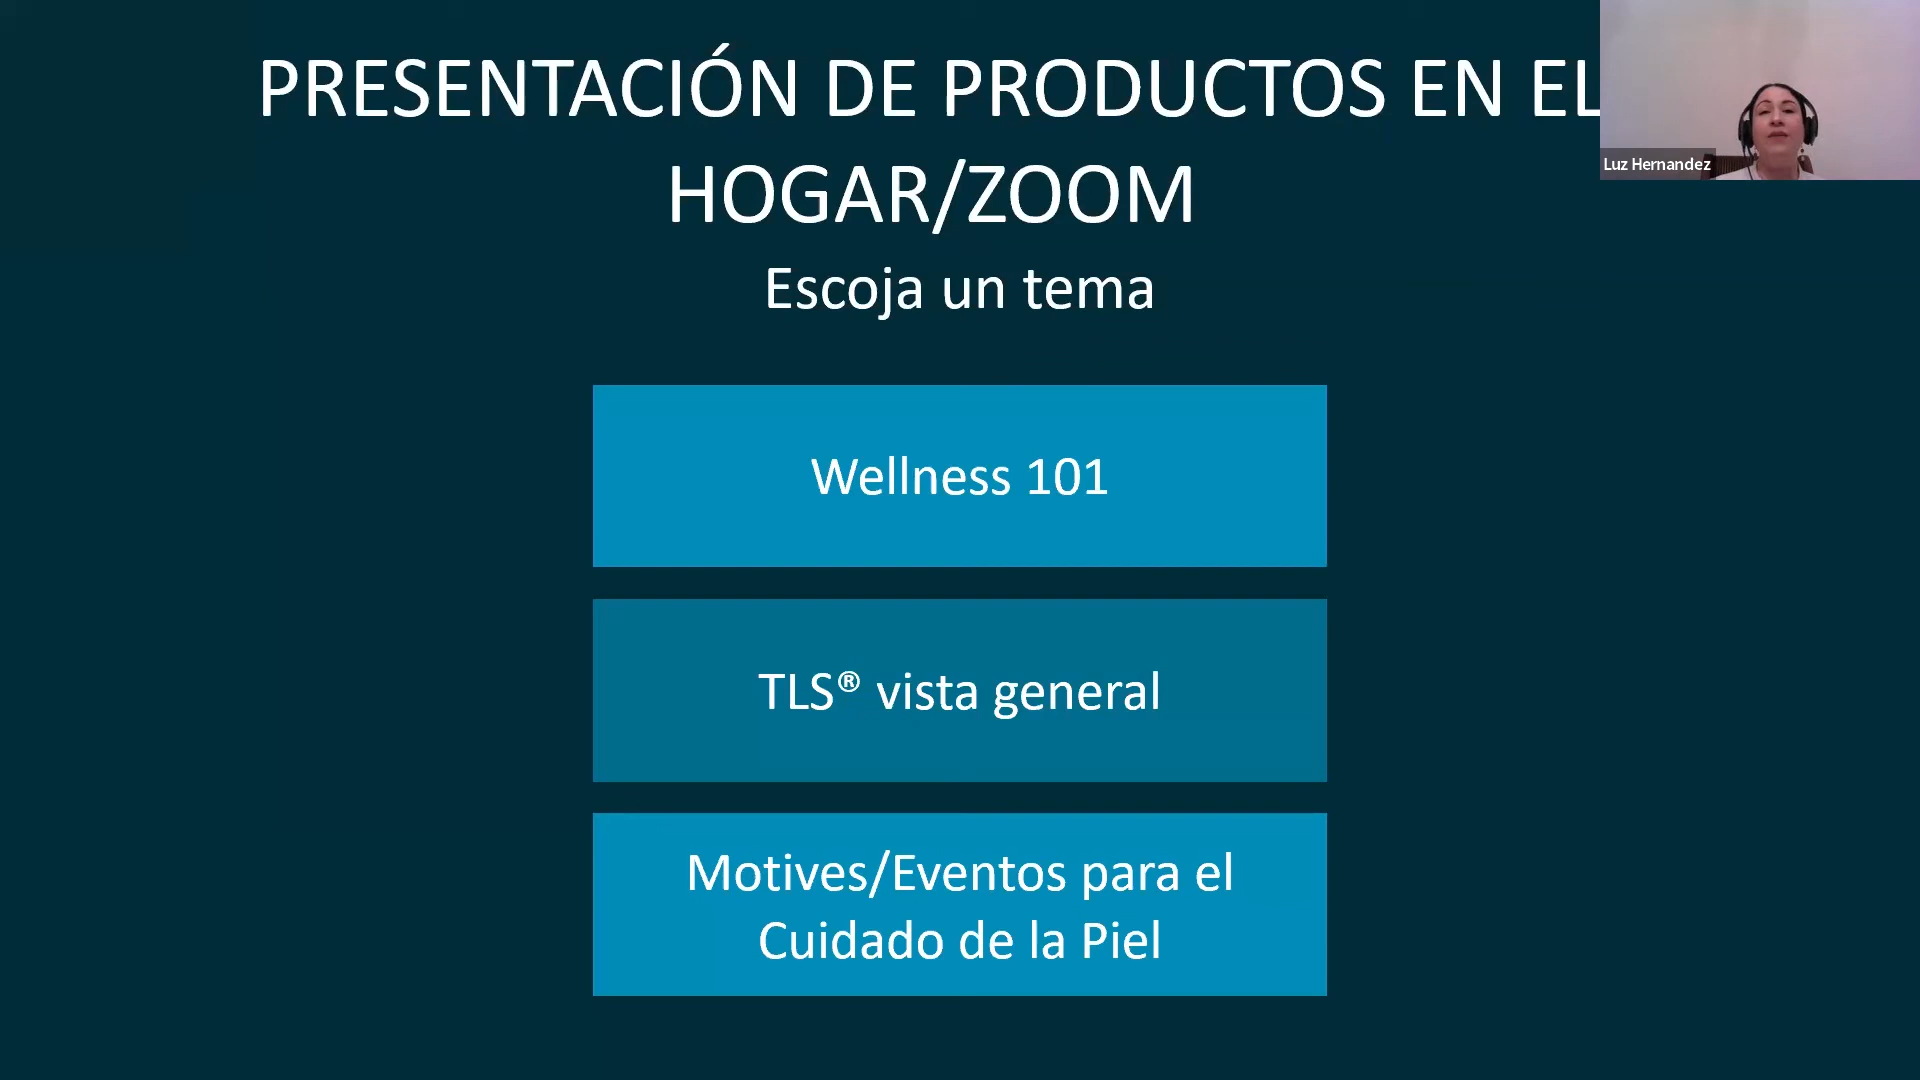 PRESENTACIÓN DE PRODUCTOS EN EL
HOGAR/ZOOM
Escoja un tema
Luz Hernandez
Wellness 101
TLS® vista general
Motives/Eventos para el
Cuidado de la Piel